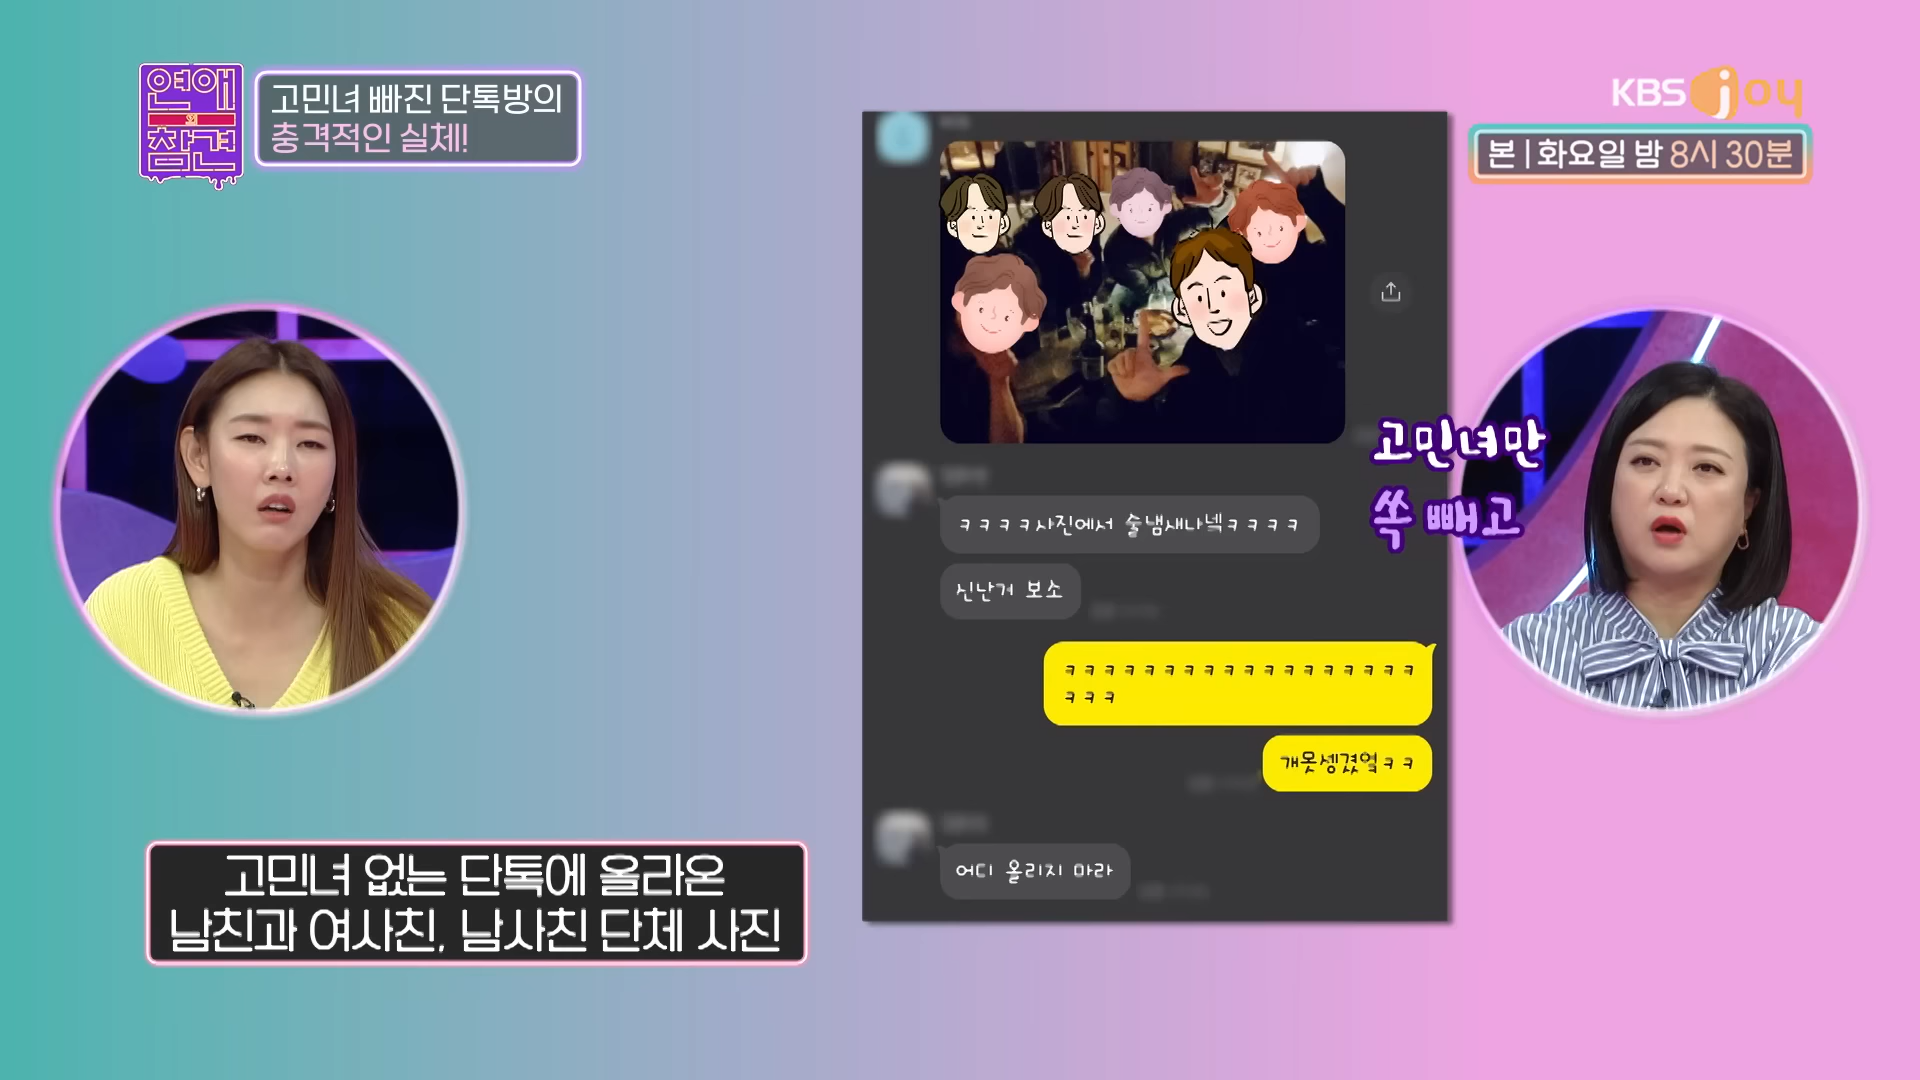 연애
의
참견
고민녀 빠진 단톡방의
충격적인 실체!
KBS joy
본 | 화요일 밤 8시 30분
ㅋㅋㅋㅋ사진에서 술냄새나넼ㅋㅋㅋㅋ
신난거 보소
ㅋㅋㅋㅋㅋㅋㅋㅋㅋㅋㅋㅋㅋㅋㅋㅋㅋㅋ
ㅋㅋㅋ
개못생겼엌ㅋㅋ
어디 올리지 마라
고민녀만
쏙 빼고
고민녀 없는 단톡에 올라온
남친과 여사친, 남사친 단체 사진